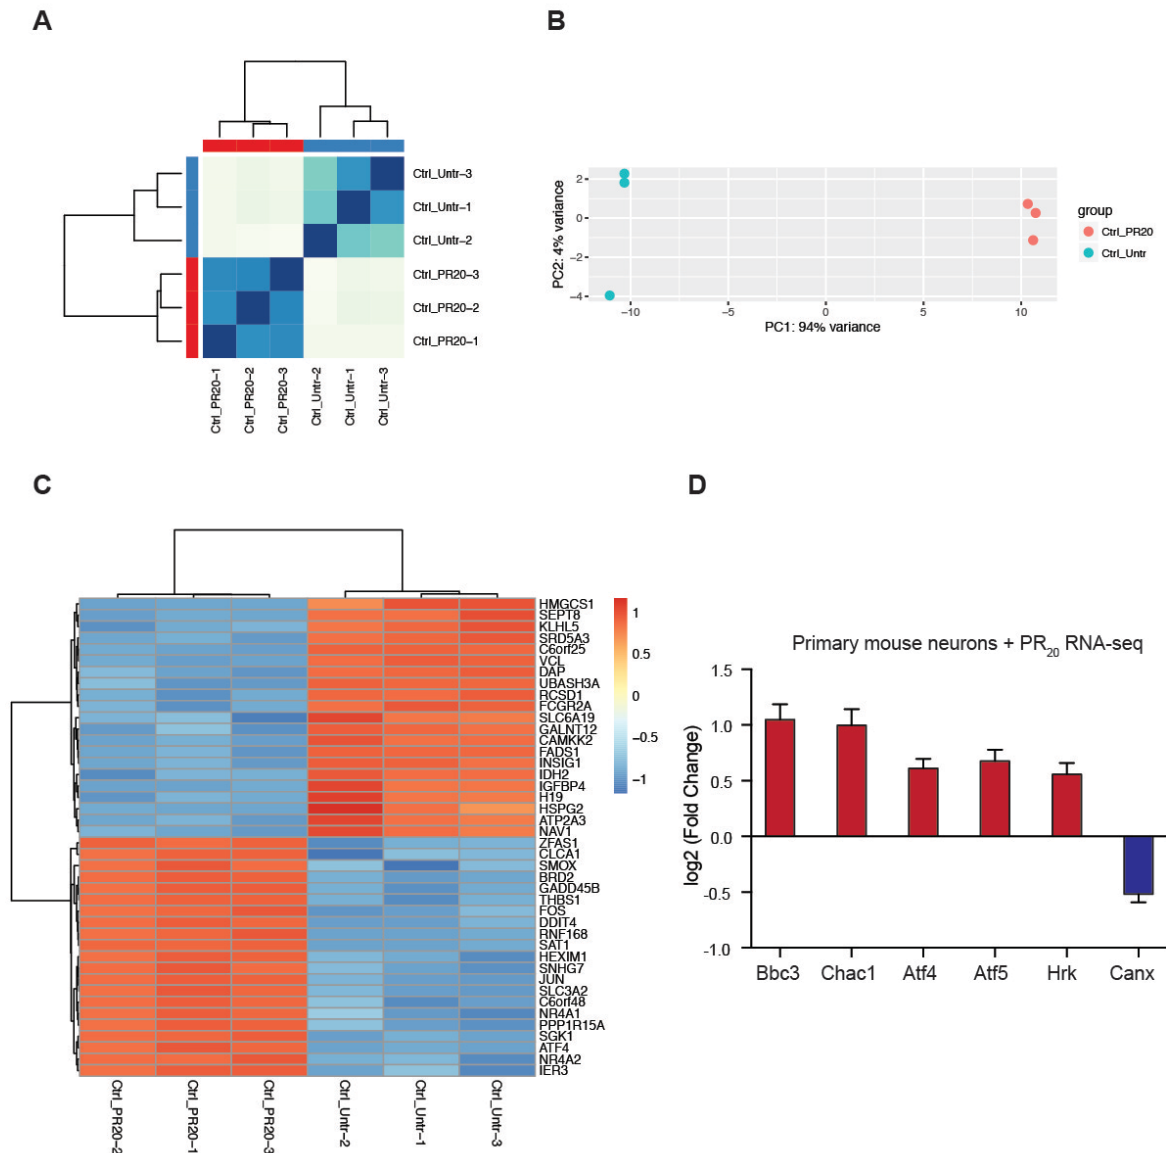 A
Ctrl_Untr-3
Ctrl_Untr-1
Ctrl_Untr-2
Ctrl_PR20-3
Ctrl_PR20-2
Ctrl_PR20-1
Ctrl_PR20-1
Ctrl_PR20-2
Ctrl_PR20-3
Ctrl_Untr-2
Ctrl_Untr-1
Ctrl_Untr-3
B
PC2: 4% variance
2
0
−2
−4
−10
−5
0
5
10
PC1: 94% variance
group
Ctrl_PR20
Ctrl_Untr
C
HMGCS1
SEPT8
KLHL5
SRD5A3
C6orf25
VCL
DAP
UBASH3A
RCSD1
FCGR2A
SLC6A19
GALNT12
CAMKK2
FADS1
INSIG1
IDH2
IGFBP4
H19
HSPG2
ATP2A3
NAV1
ZFAS1
CLCA1
SMOX
BRD2
GADD45B
THBS1
FOS
DDIT4
RNF168
SAT1
HEXIM1
SNHG7
JUN
SLC3A2
C6orf48
NR4A1
PPP1R15A
SGK1
ATF4
NR4A2
IER3
1
0.5
0
−0.5
−1
Ctrl_PR20-2
Ctrl_PR20-1
Ctrl_PR20-3
Ctrl_Untr-2
Ctrl_Untr-1
Ctrl_Untr-3
D
Primary mouse neurons + PR20 RNA-seq
log2 (Fold Change)
1.5
1.0
0.5
0.0
-0.5
-1.0
Bbc3
Chac1
Atf4
Atf5
Hrk
Canx